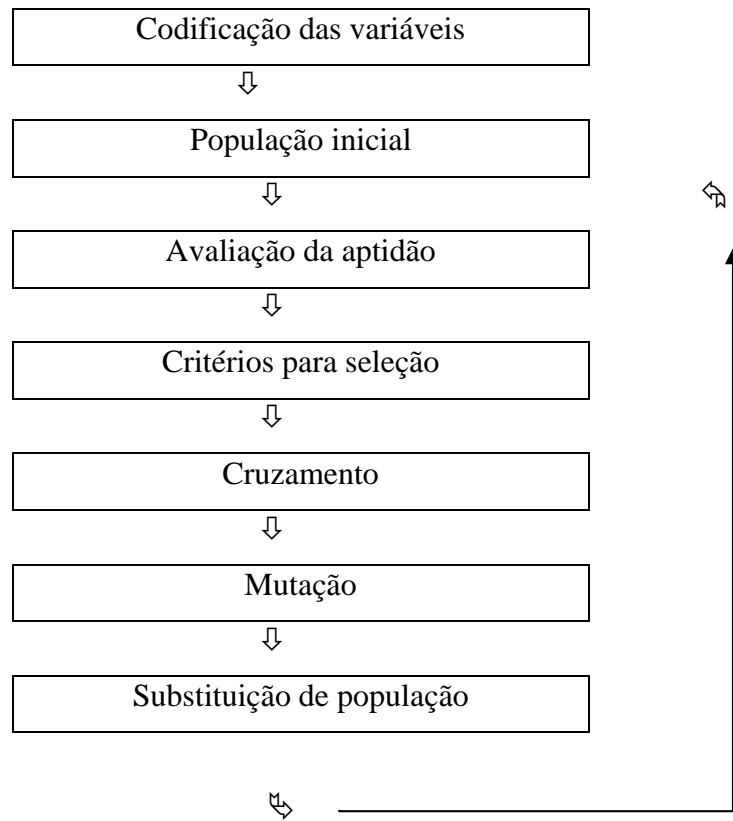 Codificação das variáveis
População inicial
Avaliação da aptidão
Critérios para seleção
Cruzamento
Mutação
Substituição de população